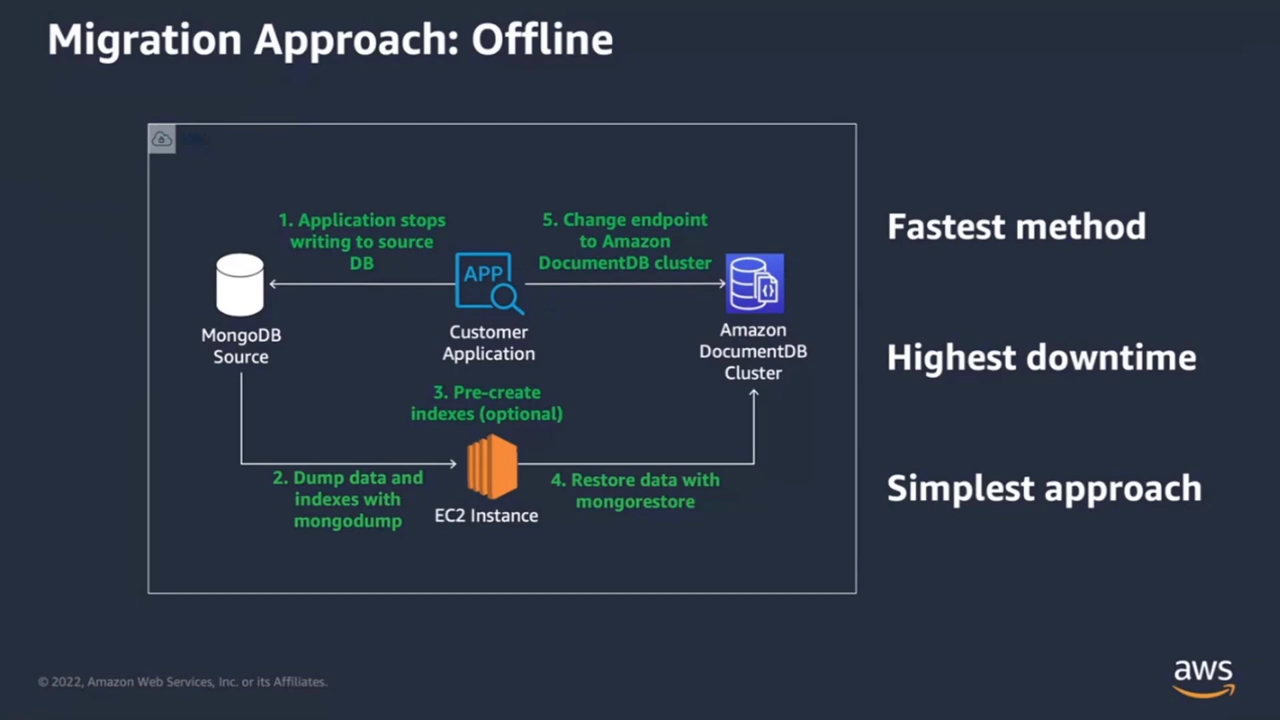 Migration Approach: Offline
1. Application stops
writing to source
DB
5. Change endpoint
to Amazon
DocumentDB cluster
APP
MongoDB
Source
Customer
Application
Amazon
DocumentDB
Cluster
3. Pre-create
indexes (optional)
2. Dump data and
indexes with
mongodump
EC2 Instance
4. Restore data with
mongorestore
Fastest method
Highest downtime
Simplest approach
© 2022, Amazon Web Services, Inc. or its Affiliates.
aws